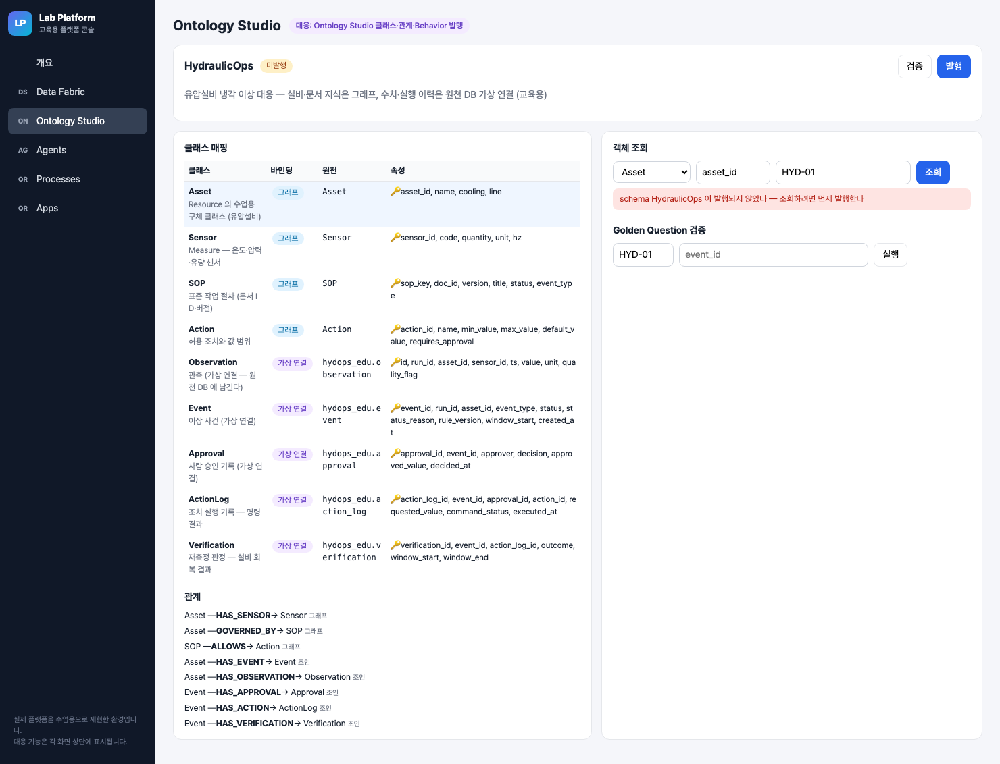 LP
Lab Platform
교육용 플랫폼 콘솔
개요
DS Data Fabric
ON Ontology Studio
AG Agents
OR Processes
OR Apps
실제 플랫폼을 수업용으로 재현한 환경입니
다.
대응 기능은 각 화면 상단에 표시됩니다.
Ontology Studio 대응: Ontology Studio 클래스·관계·Behavior 발행
HydraulicOps 미발행 검증 발행
유압설비 냉각 이상 대응 — 설비·문서 지식은 그래프, 수치·실행 이력은 원천 DB 가상 연결 (교육용)
클래스 매핑
클래스 바인딩 원천 속성
Asset 그래프 Asset 🔑asset_id, name, cooling, line
Resource 의 수업용
구체 클래스 (유압설비)
Sensor 그래프 Sensor 🔑sensor_id, code, quantity, unit, hz
Measure — 온도·압력
·유량 센서
SOP 그래프 SOP 🔑sop_key, doc_id, version, title, status, event_typ
표준 작업 절차 (문서 I e
D·버전)
Action 그래프 Action 🔑action_id, name, min_value, max_value, default_v
허용 조치와 값 범위 alue, requires_approval
Observation 가상 연결 hydops_edu.o 🔑id, run_id, asset_id, sensor_id, ts, value, unit, qua
관측 (가상 연결 — 원 bservation lity_flag
천 DB 에 남긴다)
Event 가상 연결 hydops_edu.e 🔑event_id, run_id, asset_id, event_type, status, st
이상 사건 (가상 연결) vent atus_reason, rule_version, window_start, created_a
t
Approval 가상 연결 hydops_edu.a 🔑approval_id, event_id, approver, decision, appro
사람 승인 기록 (가상 연 pproval ved_value, decided_at
결)
ActionLog 가상 연결 hydops_edu.a 🔑action_log_id, event_id, approval_id, action_id, re
조치 실행 기록 — 명령 ction_log quested_value, command_status, executed_at
결과
Verification 가상 연결 hydops_edu.v 🔑verification_id, event_id, action_log_id, outcome,
재측정 판정 — 설비 회 erification window_start, window_end
복 결과
관계
Asset —HAS_SENSOR→ Sensor 그래프
Asset —GOVERNED_BY→ SOP 그래프
SOP —ALLOWS→ Action 그래프
Asset —HAS_EVENT→ Event 조인
Asset —HAS_OBSERVATION→ Observation 조인
Event —HAS_APPROVAL→ Approval 조인
Event —HAS_ACTION→ ActionLog 조인
Event —HAS_VERIFICATION→ Verification 조인
객체 조회
Asset asset_id HYD-01 조회
schema HydraulicOps 이 발행되지 않았다 — 조회하려면 먼저 발행한다
Golden Question 검증
HYD-01 event_id 실행